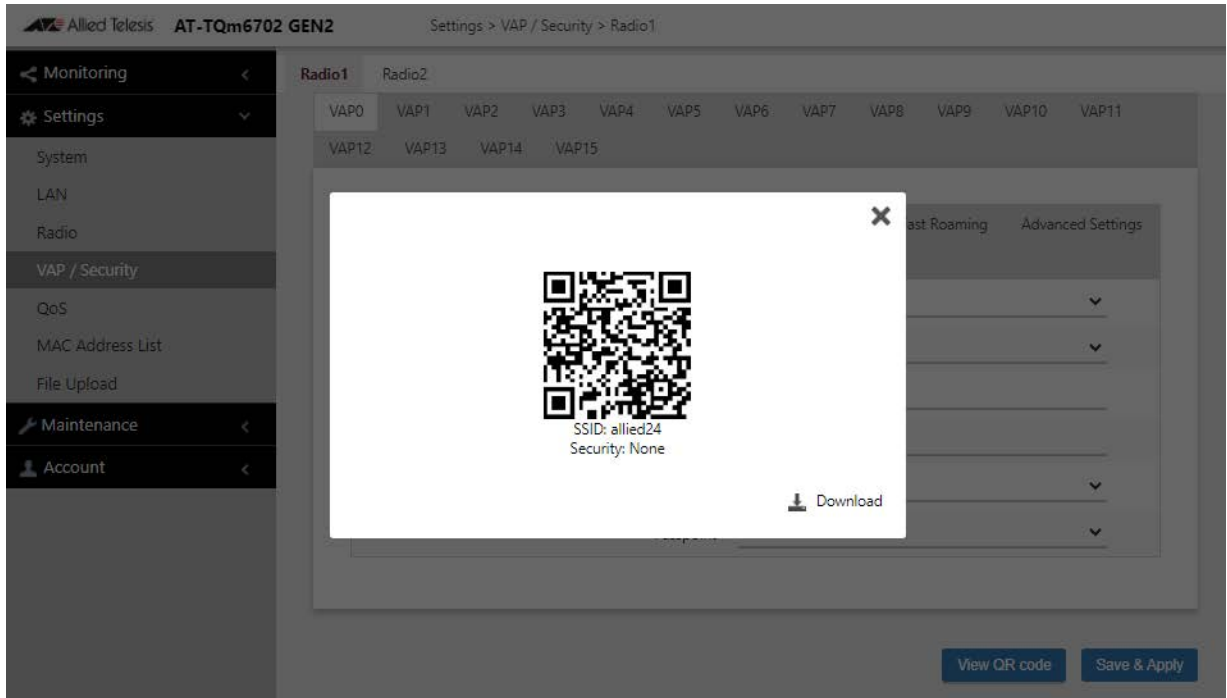 Allied Telesis AT-TQm6702 GEN2 Settings > VAP / Security > Radio1
Monitoring
Radio1 Radio2
Settings
VAP0 VAP1 VAP2 VAP3 VAP4 VAP5 VAP6 VAP7 VAP8 VAP9 VAP10 VAP11
VAP12 VAP13 VAP14 VAP15
System
LAN
Radio
VAP / Security
QoS
MAC Address List
File Upload
Maintenance
Account
ast Roaming Advanced Settings
SSID: allied24
Security: None
Download
View QR code Save & Apply